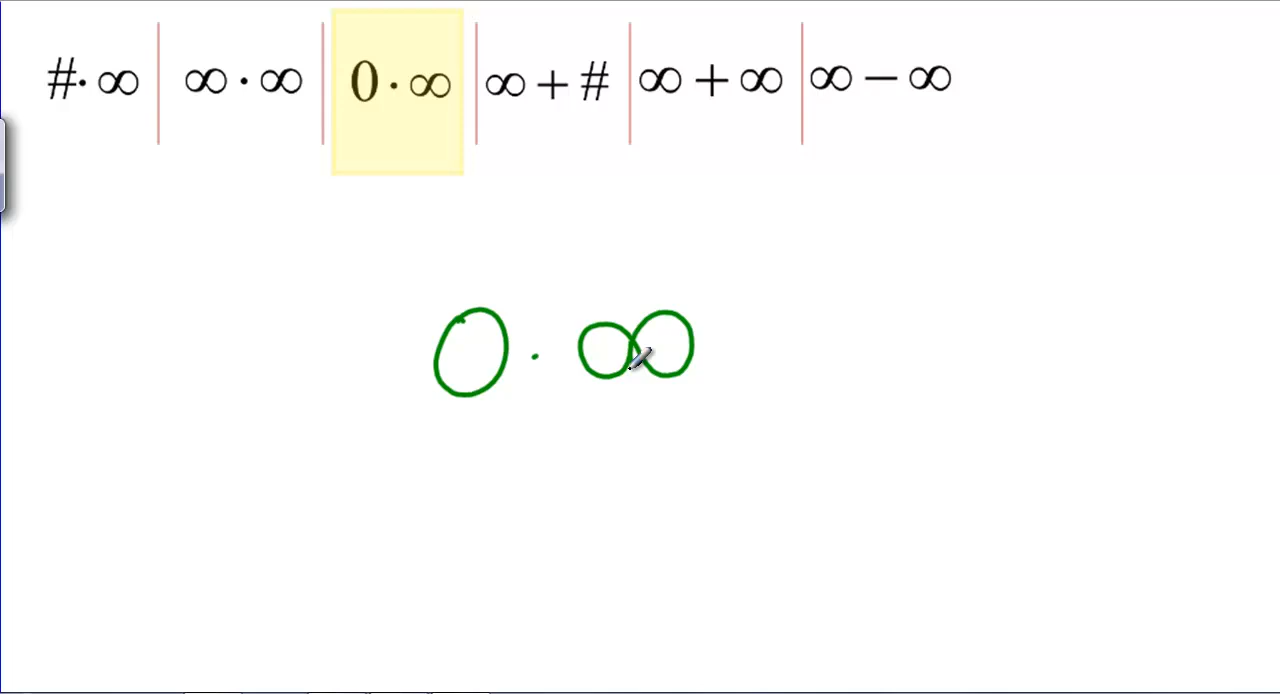 #· ∞ ∞ · ∞ 0 · ∞ ∞ + # ∞ + ∞ ∞ − ∞
0 · ∞